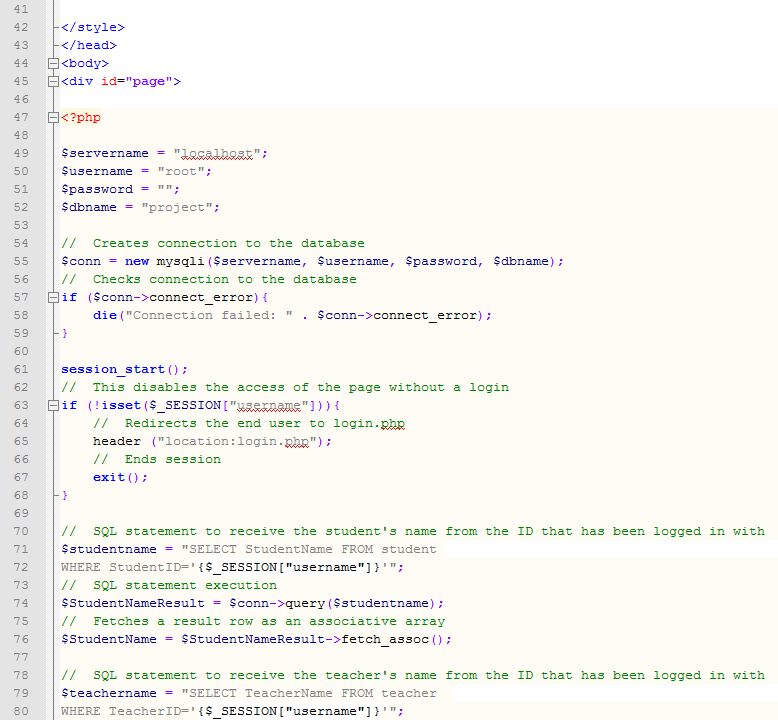 41
42 </style>
43 </head>
44 <body>
45 <div id="page">
46
47 <?php
48
49 $servername = "localhost";
50 $username = "root";
51 $password = "";
52 $dbname = "project";
53
54 //  Creates connection to the database
55 $conn = new mysqli($servername, $username, $password, $dbname);
56 //  Checks connection to the database
57 if ($conn->connect_error){
58     die("Connection failed: " . $conn->connect_error);
59 }
60
61 session_start();
62 //  This disables the access of the page without a login
63 if (!isset($_SESSION["username"])){
64     //  Redirects the end user to login.php
65     header ("location:login.php");
66     //  Ends session
67     exit();
68 }
69
70 //  SQL statement to receive the student's name from the ID that has been logged in with
71 $studentname = "SELECT StudentName FROM student
72 WHERE StudentID='{$_SESSION["username"]}'";
73 //  SQL statement execution
74 $StudentNameResult = $conn->query($studentname);
75 //  Fetches a result row as an associative array
76 $StudentName = $StudentNameResult->fetch_assoc();
77
78 //  SQL statement to receive the teacher's name from the ID that has been logged in with
79 $teachername = "SELECT TeacherName FROM teacher
80 WHERE TeacherID='{$_SESSION["username"]}'";